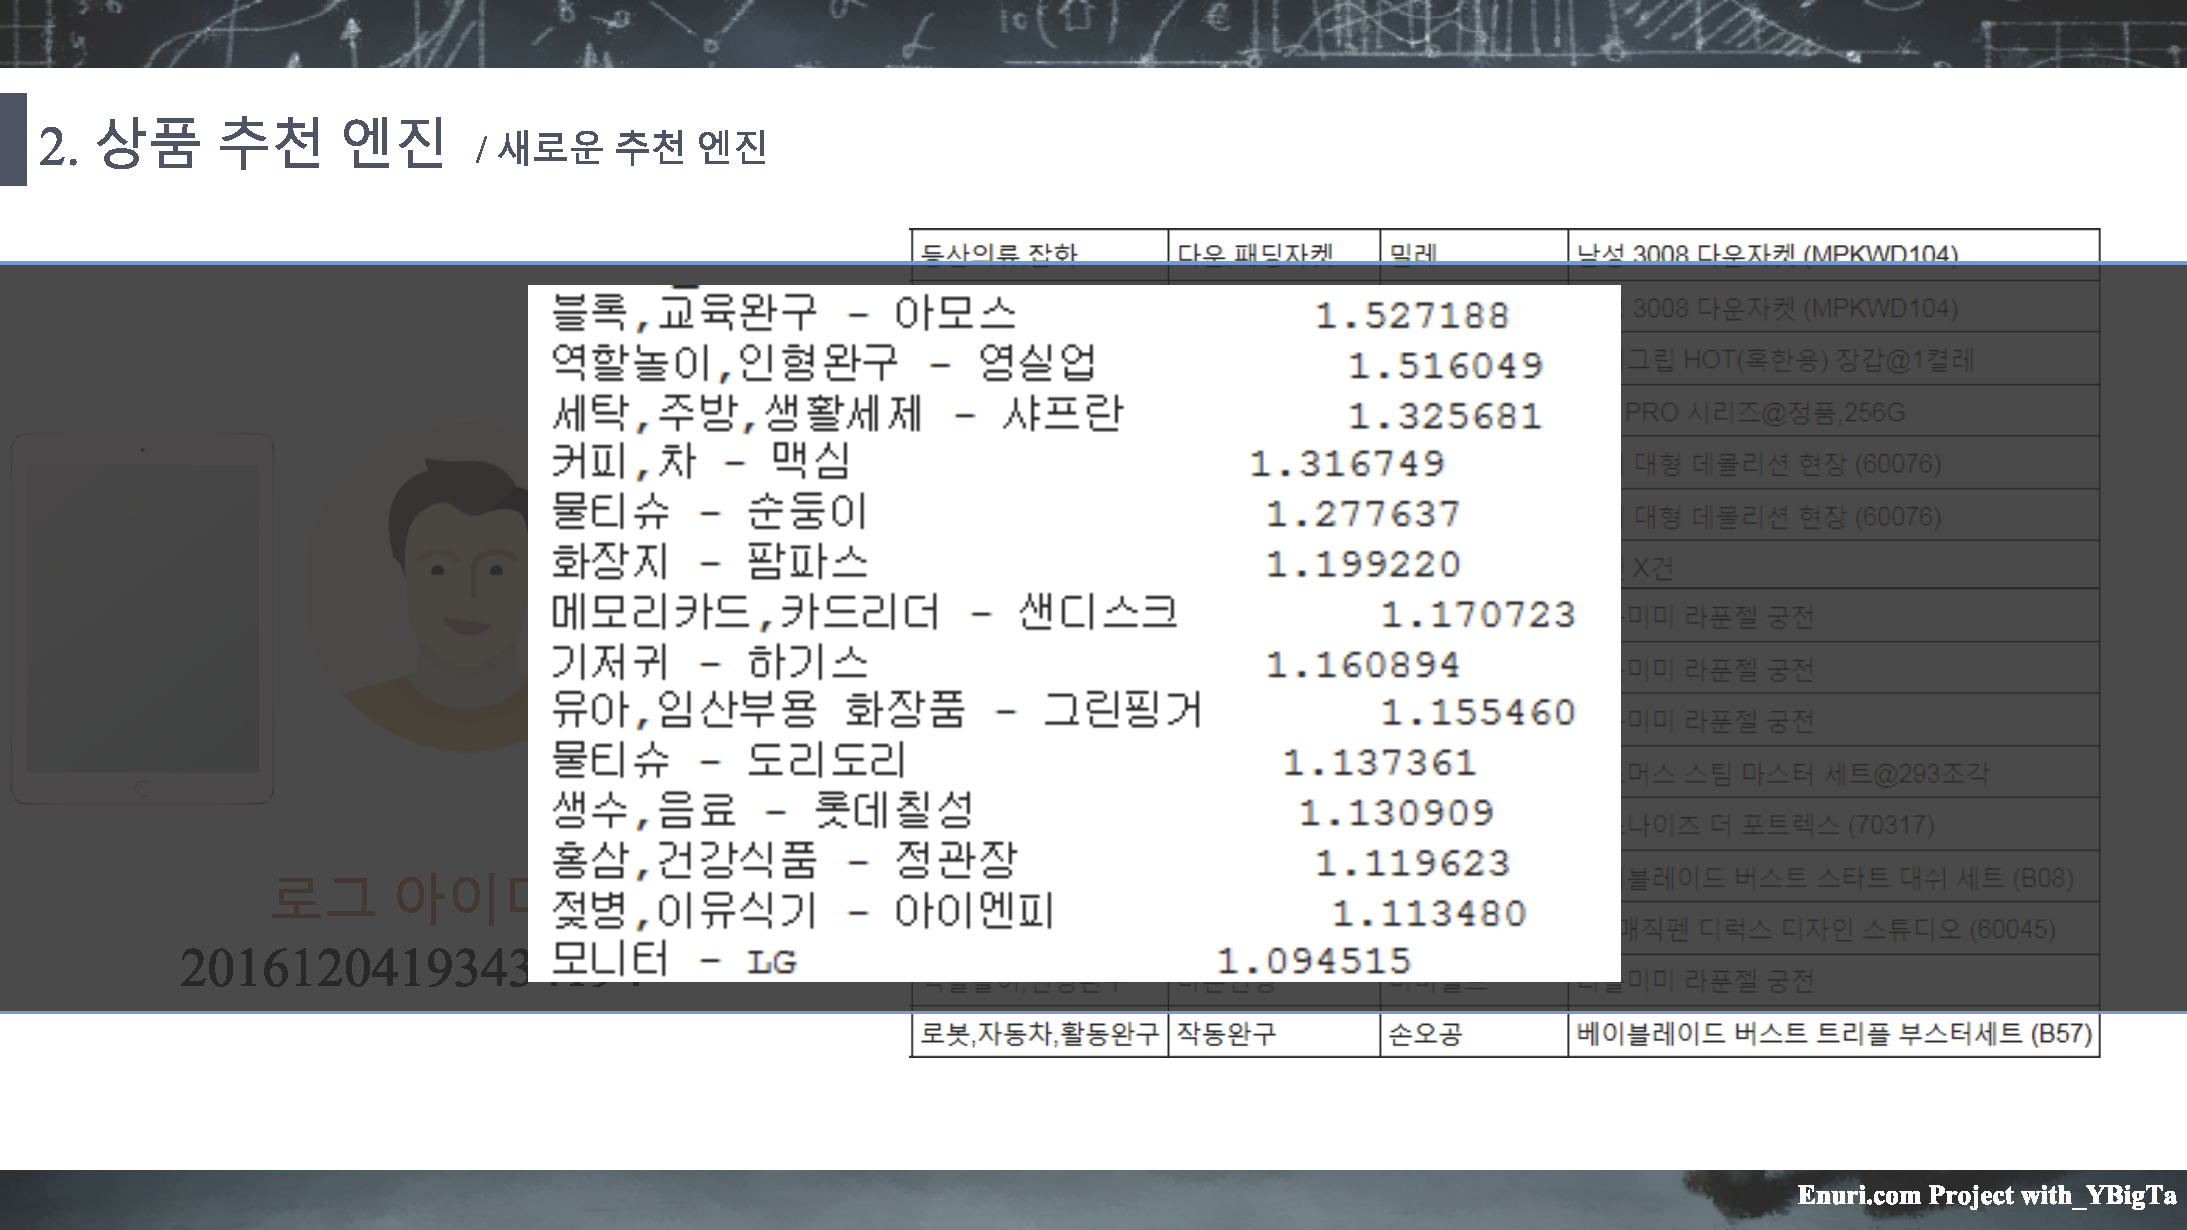 2. 상품 추천 엔진 / 새로운 추천 엔진
등산의류,잡화 다운,패딩자켓 밀레 남성 3008 다운자켓 (MPKWD104)
3008 다운자켓 (MPKWD104)
그립 HOT(혹한용) 장갑@1켤레
PRO 시리즈@정품,256G
대형 데몰리션 현장 (60076)
대형 데몰리션 현장 (60076)
X건
미미 라푼젤 궁전
미미 라푼젤 궁전
미미 라푼젤 궁전
머스 스팀 마스터 세트@293조각
나이츠 더 포트렉스 (70317)
블레이드 버스트 스타트 대쉬 세트 (B08)
매직펜 디럭스 디자인 스튜디오 (60045)
미미 라푼젤 궁전
로봇,자동차,활동완구 작동완구 손오공 베이블레이드 버스트 트리플 부스터세트 (B57)
블록,교육완구 - 아모스 1.527188
역할놀이,인형완구 - 영실업 1.516049
세탁,주방,생활세제 - 샤프란 1.325681
커피,차 - 맥심 1.316749
물티슈 - 순둥이 1.277637
화장지 - 팜파스 1.199220
메모리카드,카드리더 - 샌디스크 1.170723
기저귀 - 하기스 1.160894
유아,임산부용 화장품 - 그린핑거 1.155460
물티슈 - 도리도리 1.137361
생수,음료 - 롯데칠성 1.130909
홍삼,건강식품 - 정관장 1.119623
젖병,이유식기 - 아이엔피 1.113480
모니터 - LG 1.094515
로그 아이
2016120419343
Enuri.com Project with_YBigTa